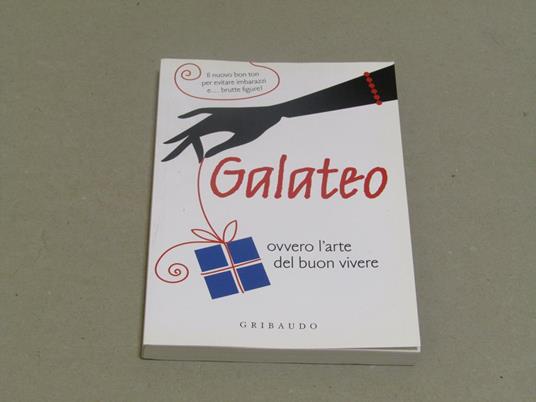 Il nuovo bon ton
per evitare imbarazzi
e... brutte figure!
Galateo
ovvero l'arte
del buon vivere
GRIBAUDO